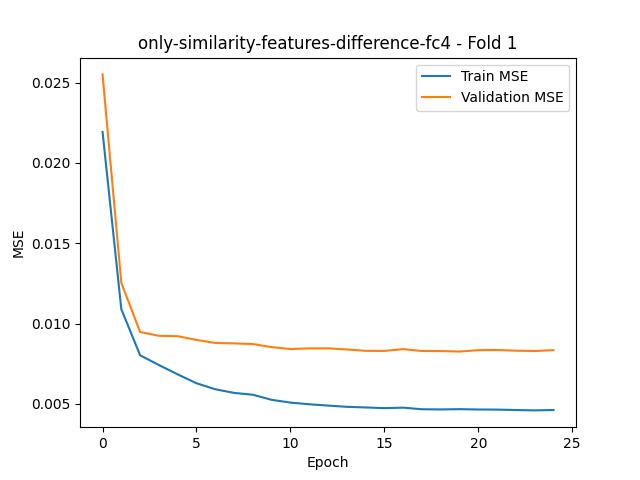 only-similarity-features-difference-fc4 - Fold 1
Train MSE
Validation MSE
0.025
0.020
0.015
0.010
0.005
MSE
0 5 10 15 20 25
Epoch